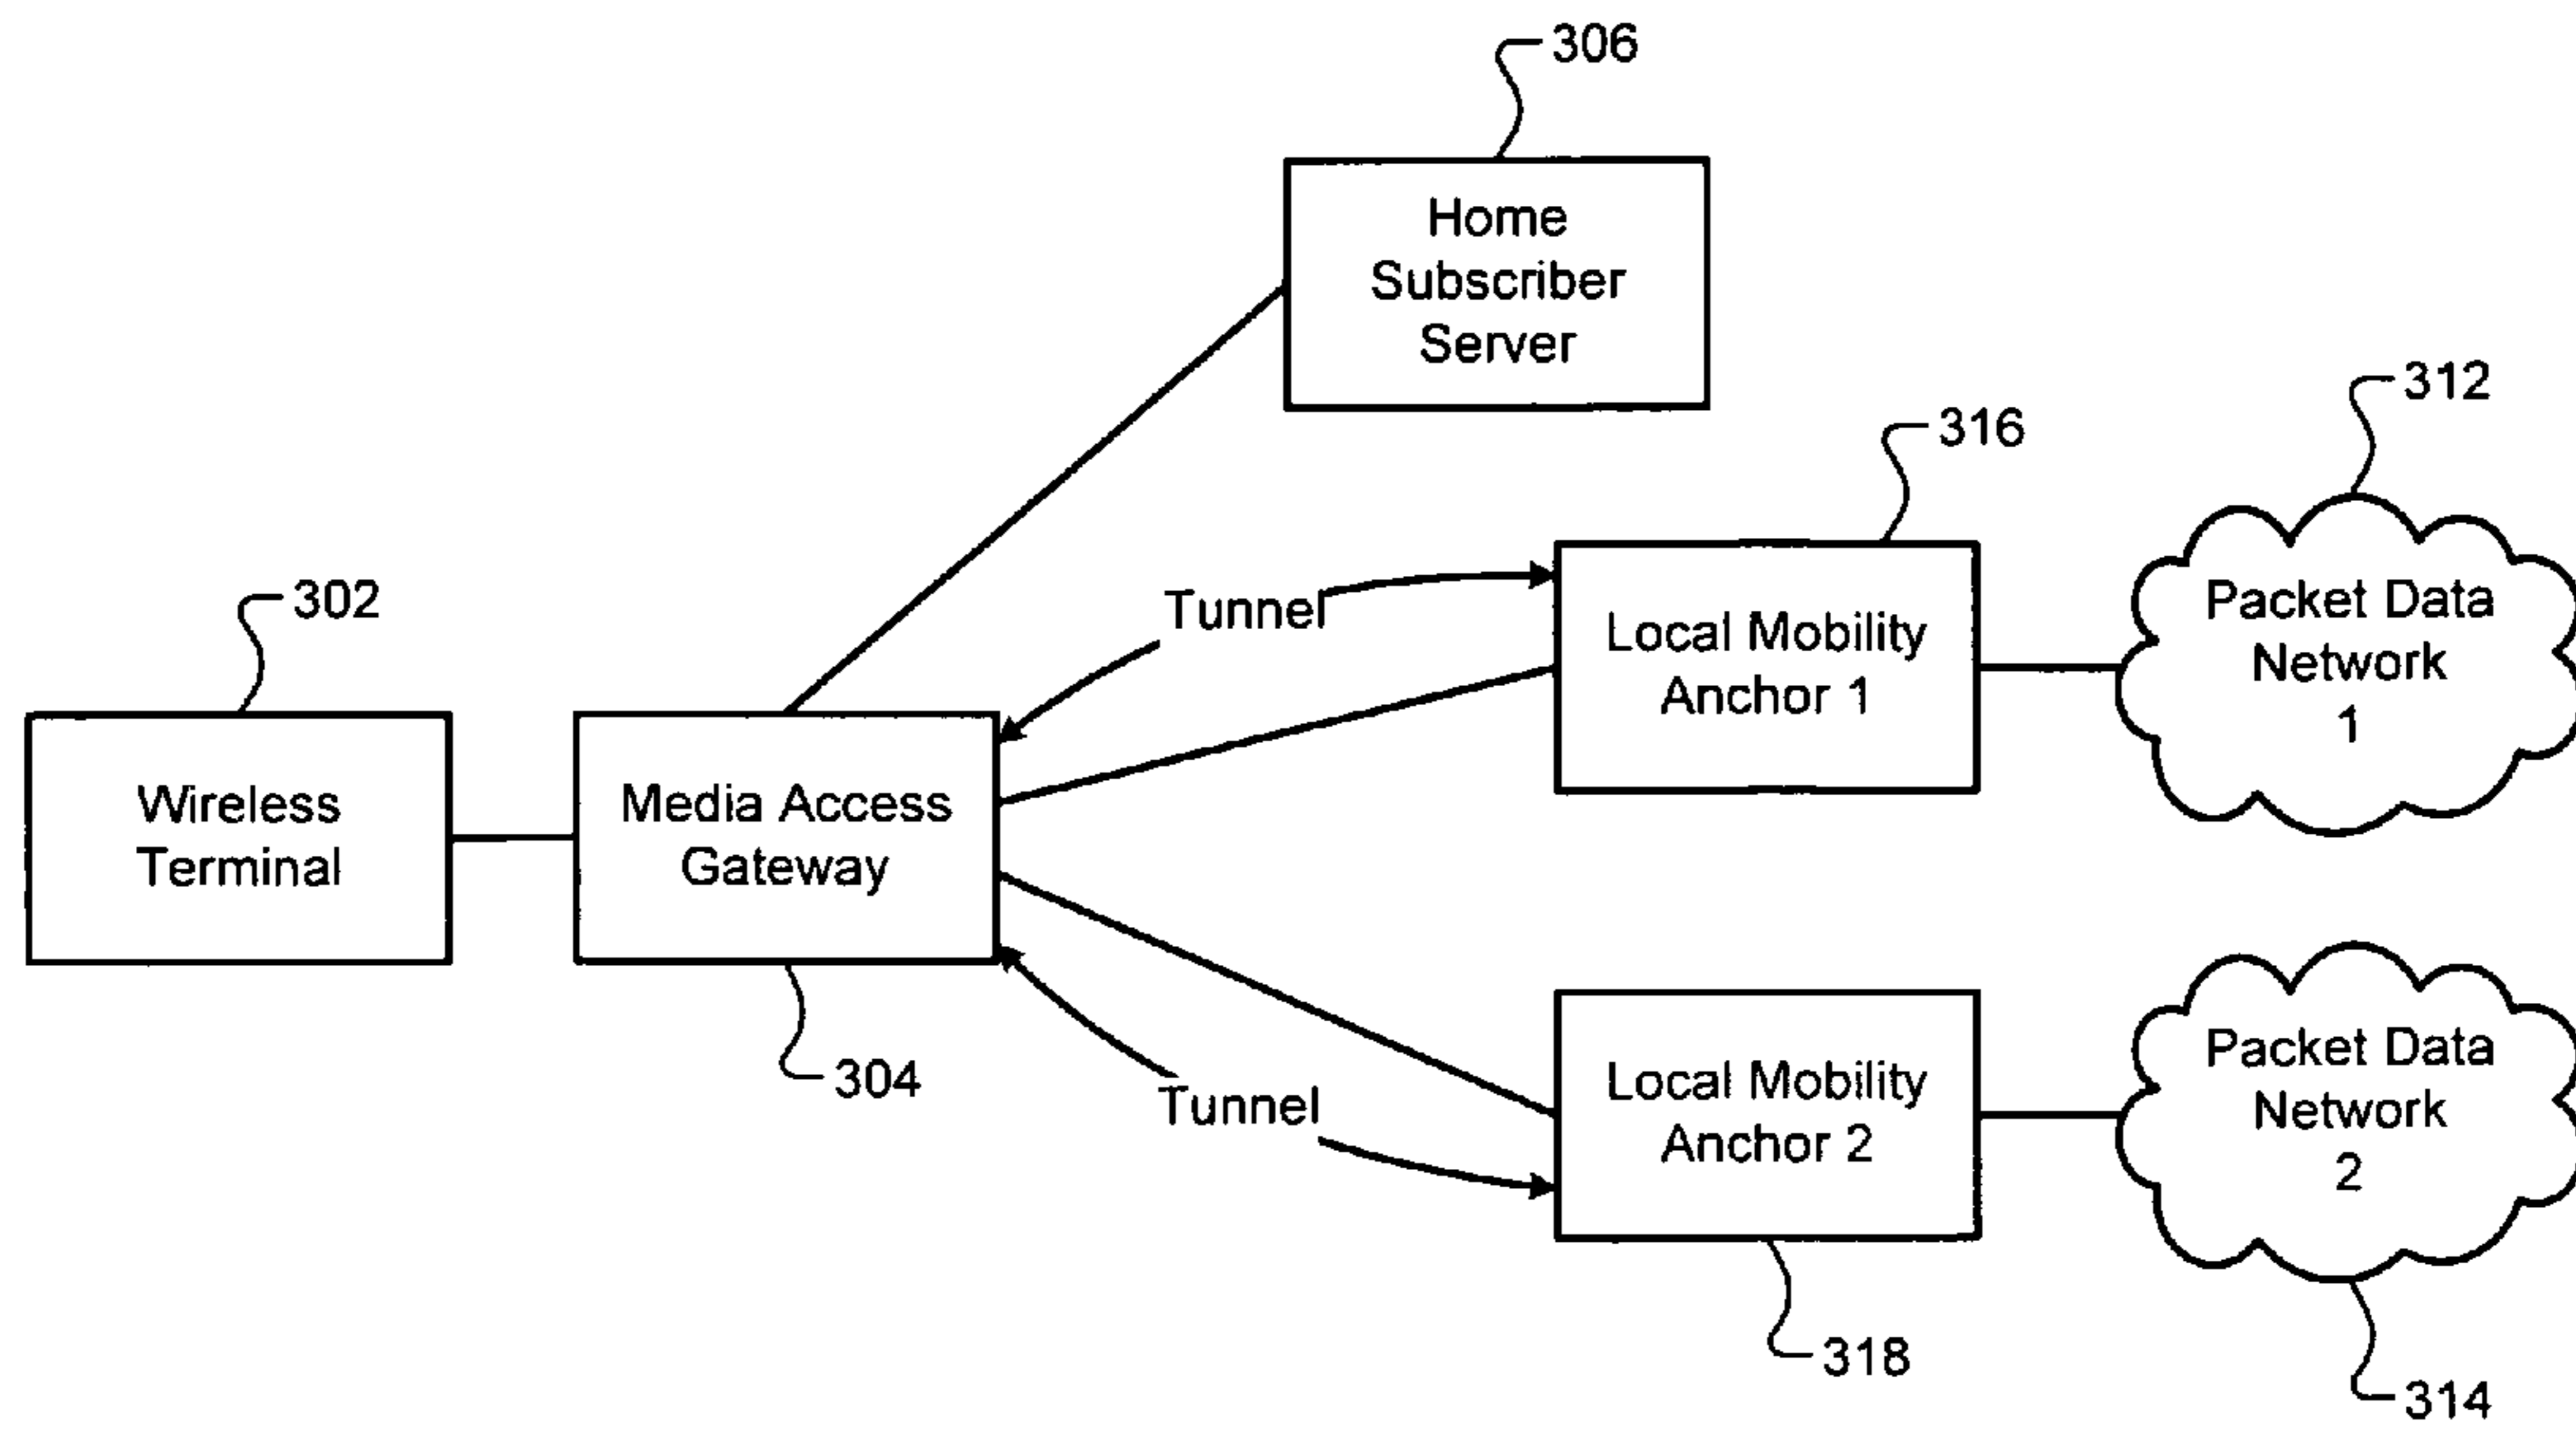 306
Home
Subscriber
Server
312
316
302
Tunnel
Local Mobility
Anchor 1
Packet Data
Network
1
Wireless
Terminal
Media Access
Gateway
304
Tunnel
Local Mobility
Anchor 2
Packet Data
Network
2
318
314